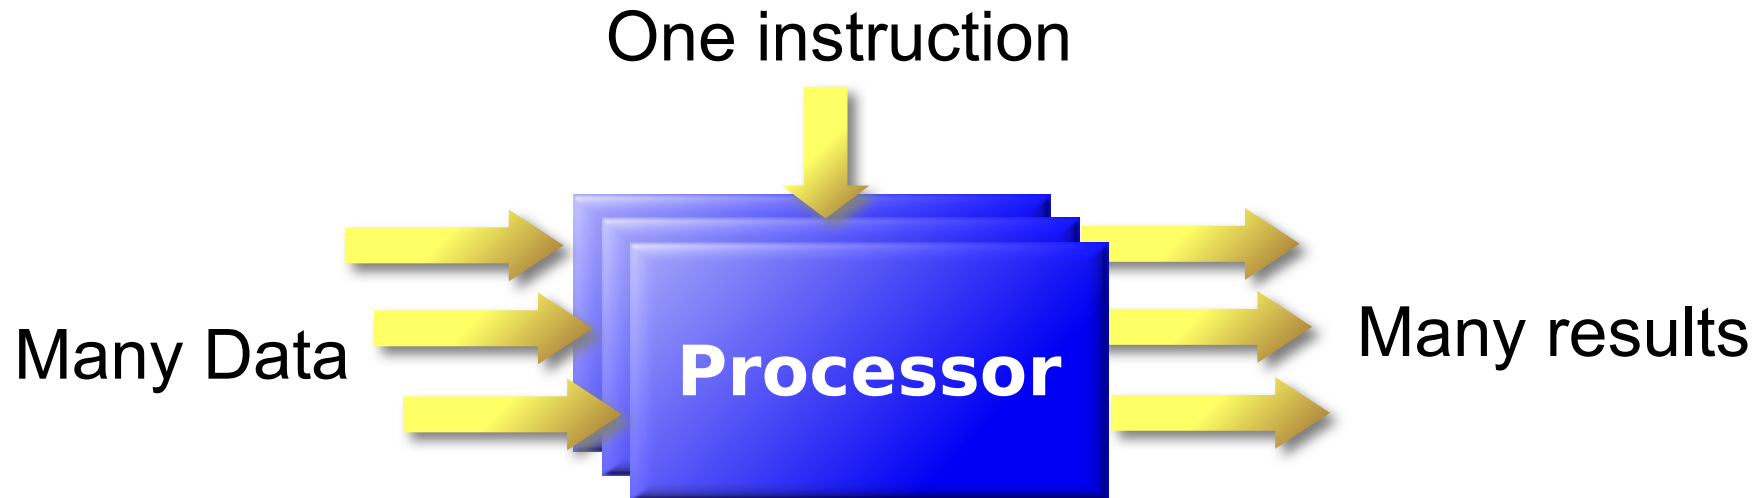 One instruction
Many Data
Processor
Many results